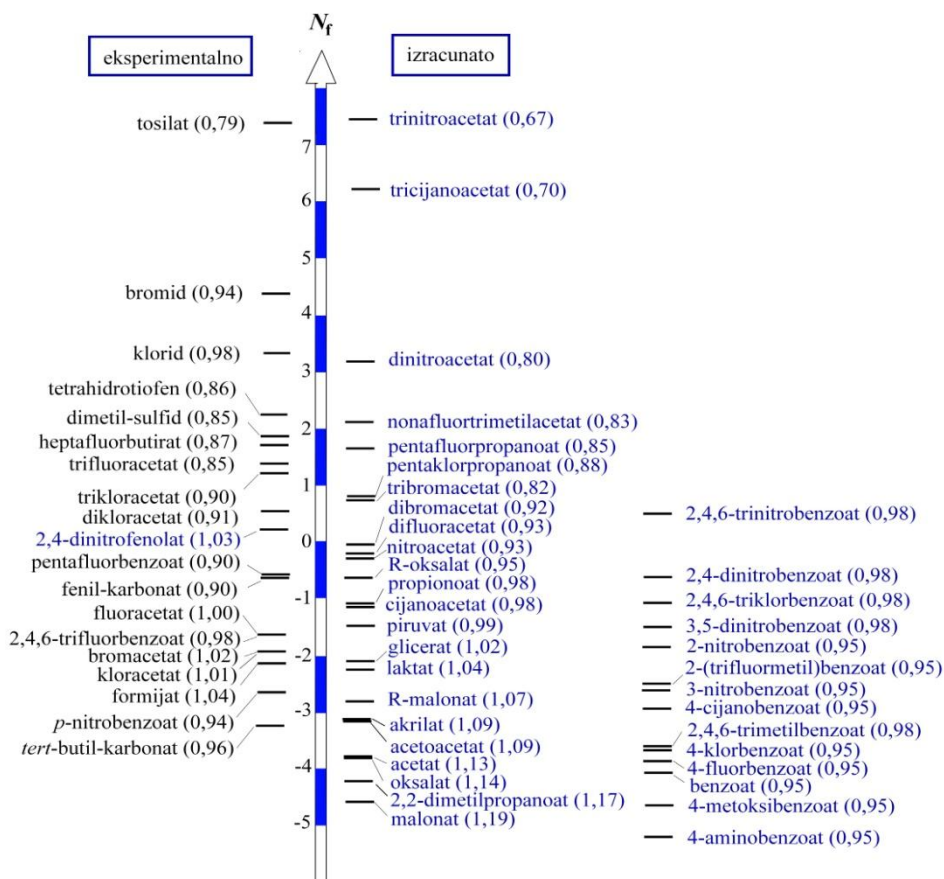 N_f
eksperimentalno
izracunato
tosilat (0,79)
bromid (0,94)
klorid (0,98)
tetrahidrotiofen (0,86)
dimetil-sulfid (0,85)
heptafluorbutirat (0,87)
trifluoracetat (0,85)
trikloracetat (0,90)
dikloracetat (0,91)
2,4-dinitrofenolat (1,03)
pentafluorbenzoat (0,90)
fenil-karbonat (0,90)
fluoracetat (1,00)
2,4,6-trifluorbenzoat (0,98)
bromacetat (1,02)
kloracetat (1,01)
formijat (1,04)
p-nitrobenzoat (0,94)
tert-butil-karbonat (0,96)
7
6
5
4
3
2
1
0
-1
-2
-3
-4
-5
trinitroacetat (0,67)
tricijanoacetat (0,70)
dinitroacetat (0,80)
nonafluortrimetilacetat (0,83)
pentafluorpropanoat (0,85)
pentaklorpropanoat (0,88)
tribromacetat (0,82)
dibromacetat (0,92)
difluoracetat (0,93)
nitroacetat (0,93)
R-oksalat (0,95)
propionoat (0,98)
cijanoacetat (0,98)
piruvat (0,99)
glicerat (1,02)
laktat (1,04)
R-malonat (1,07)
akrilat (1,09)
acetoacetat (1,09)
acetat (1,13)
oksalat (1,14)
2,2-dimetilpropanoat (1,17)
malonat (1,19)
2,4,6-trinitrobenzoat (0,98)
2,4-dinitrobenzoat (0,98)
2,4,6-triklorbenzoat (0,98)
3,5-dinitrobenzoat (0,98)
2-nitrobenzoat (0,95)
2-(trifluormetil)benzoat (0,95)
3-nitrobenzoat (0,95)
4-cijanobenzoat (0,95)
2,4,6-trimetilbenzoat (0,98)
4-klorbenzoat (0,95)
4-fluorbenzoat (0,95)
benzoat (0,95)
4-metoksibenzoat (0,95)
4-aminobenzoat (0,95)